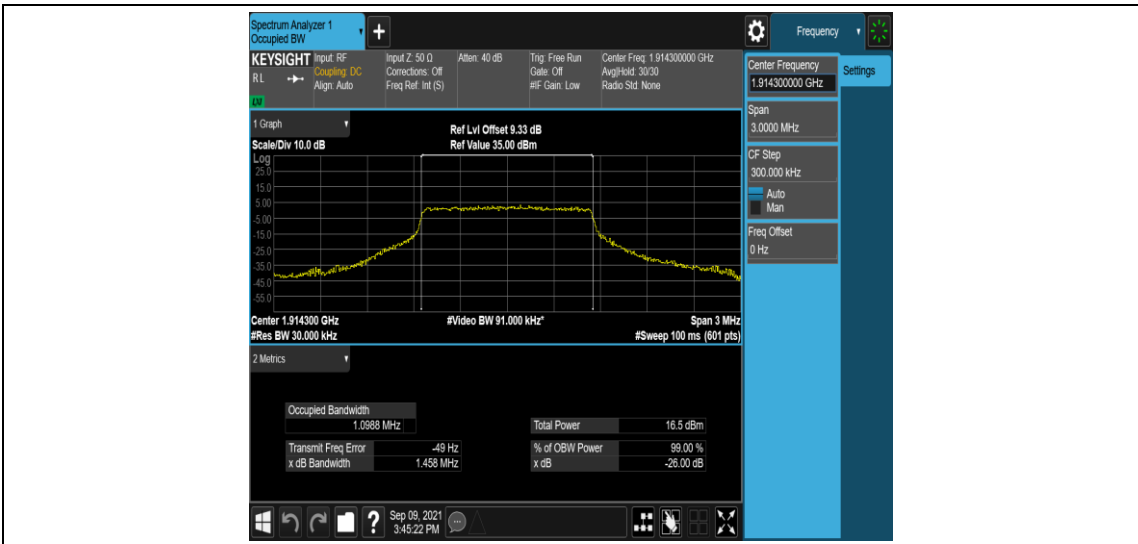 Spectrum Analyzer 1
Occupied BW
+
Frequency
KEYSIGHT
RL
LXI
Input: RF
Coupling: DC
Align: Auto
Input Z: 50 Ω
Corrections: Off
Freq Ref: Int (S)
Atten: 40 dB
Trig: Free Run
Gate: Off
#IF Gain: Low
Center Freq: 1.914300000 GHz
Avg|Hold: 30/30
Radio Std: None
Center Frequency
1.914300000 GHz
Settings
Span
3.0000 MHz
CF Step
300.000 kHz
Auto
Man
Freq Offset
0 Hz
1 Graph
Scale/Div 10.0 dB
Ref Lvl Offset 9.33 dB
Ref Value 35.00 dBm
Log
25.0
15.0
5.00
-5.00
-15.0
-25.0
-35.0
-45.0
-55.0
Center 1.914300 GHz
#Res BW 30.000 kHz
#Video BW 91.000 kHz*
Span 3 MHz
#Sweep 100 ms (601 pts)
2 Metrics
Occupied Bandwidth
1.0988 MHz
Total Power 16.5 dBm
Transmit Freq Error -49 Hz
% of OBW Power 99.00 %
x dB Bandwidth 1.458 MHz
x dB -26.00 dB
?
Sep 09, 2021
3:45:22 PM